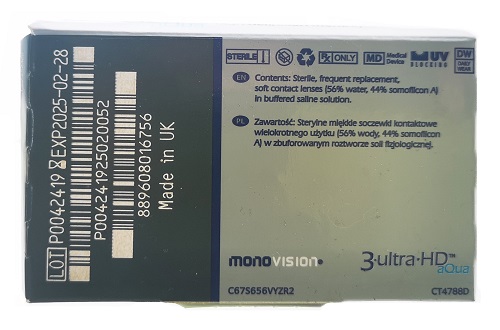 LOT P0042419 EXP2025-02-28
P004241925020052
889608016756
Made in UK
STERILE
RX ONLY
MD Medical Device
UV BLOCKING
DW DAILY WEAR
EN Contents: Sterile, frequent replacement,
soft contact lenses (56% water, 44% somofilcon A)
in buffered saline solution.
PL Zawartość: Steryine miękkie soczewki kontaktowe
wielokrotnego użytku (56% wody, 44% somofilcon A)
w zbuforowanym roztworze soli fizjologicznej.
monovision
3·ultra·HD™
aQua
C67S656VYZR2
CT4788D